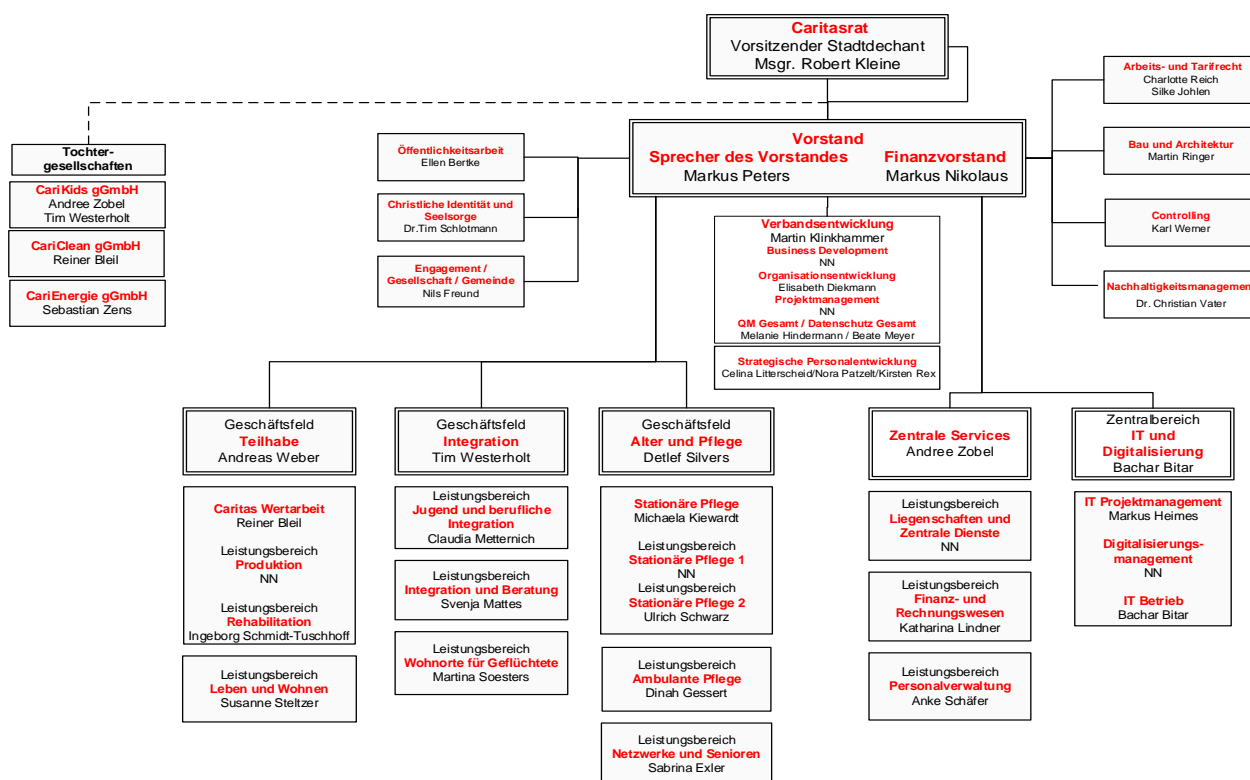 Caritasrat
Vorsitzender Stadtdechant
Msgr. Robert Kleine
Arbeits- und Tarifrecht
Charlotte Reich
Silke Johlen
Bau und Architektur
Martin Ringer
Controlling
Karl Werner
Nachhaltigkeitsmanagement
Dr. Christian Vater
Tochter-
gesellschaften
CariKids gGmbH
Andree Zobel
Tim Westerholt
CariClean gGmbH
Reiner Bleil
CariEnergie gGmbH
Sebastian Zens
Öffentlichkeitsarbeit
Ellen Bertke
Christliche Identität und
Seelsorge
Dr.Tim Schlotmann
Engagement /
Gesellschaft / Gemeinde
Nils Freund
Vorstand
Sprecher des Vorstandes Finanzvorstand
Markus Peters Markus Nikolaus
Verbandsentwicklung
Martin Klinkhammer
Business Development
NN
Organisationsentwicklung
Elisabeth Diekmann
Projektmanagement
NN
QM Gesamt / Datenschutz Gesamt
Melanie Hindermann / Beate Meyer
Strategische Personalentwicklung
Celina Litterscheid/Nora Patzelt/Kirsten Rex
Geschäftsfeld
Teilhabe
Andreas Weber
Caritas Wertarbeit
Reiner Bleil
Leistungsbereich
Produktion
NN
Leistungsbereich
Rehabilitation
Ingeborg Schmidt-Tuschhoff
Leistungsbereich
Leben und Wohnen
Susanne Steltzer
Geschäftsfeld
Integration
Tim Westerholt
Leistungsbereich
Jugend und berufliche
Integration
Claudia Metternich
Leistungsbereich
Integration und Beratung
Svenja Mattes
Leistungsbereich
Wohnorte für Geflüchtete
Martina Soesters
Geschäftsfeld
Alter und Pflege
Detlef Silvers
Stationäre Pflege
Michaela Kiewardt
Leistungsbereich
Stationäre Pflege 1
NN
Leistungsbereich
Stationäre Pflege 2
Ulrich Schwarz
Leistungsbereich
Ambulante Pflege
Dinah Gessert
Leistungsbereich
Netzwerke und Senioren
Sabrina Exler
Zentrale Services
Andree Zobel
Leistungsbereich
Liegenschaften und
Zentrale Dienste
NN
Leistungsbereich
Finanz- und
Rechnungswesen
Katharina Lindner
Leistungsbereich
Personalverwaltung
Anke Schäfer
Zentralbereich
IT und
Digitalisierung
Bachar Bitar
IT Projektmanagement
Markus Heimes
Digitalisierungs-
management
NN
IT Betrieb
Bachar Bitar